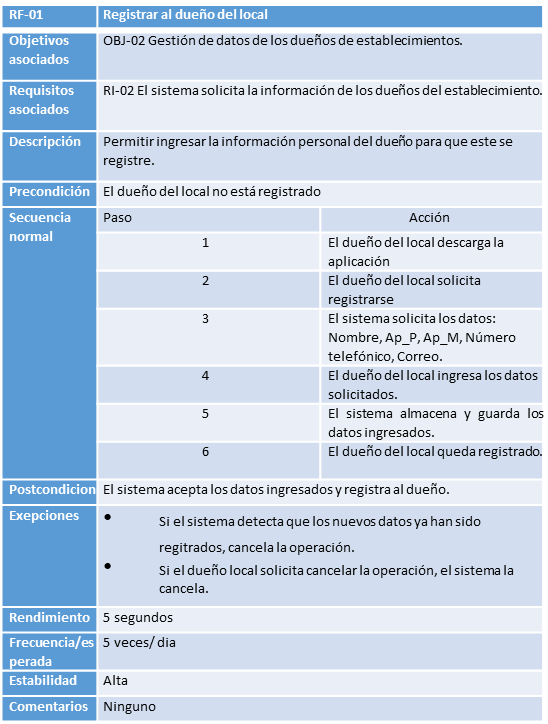 RF-01 Registrar al dueño del local
Objetivos asociados OBJ-02 Gestión de datos de los dueños de establecimientos.
Requisitos asociados RI-02 El sistema solicita la información de los dueños del establecimiento.
Descripción Permitir ingresar la información personal del dueño para que este se
registre.
Precondición El dueño del local no está registrado
Secuencia normal Paso Acción
1 El dueño del local descarga la
aplicación
2 El dueño del local solicita
registrarse
3 El sistema solicita los datos:
Nombre, Ap_P, Ap_M, Número
telefónico, Correo.
4 El dueño del local ingresa los datos
solicitados.
5 El sistema almacena y guarda los
datos ingresados.
6 El dueño del local queda registrado.
Postcondicion El sistema acepta los datos ingresados y registra al dueño.
Exepciones • Si el sistema detecta que los nuevos datos ya han sido
regitrados, cancela la operación.
• Si el dueño local solicita cancelar la operación, el sistema la
cancela.
Rendimiento 5 segundos
Frecuencia/es perada 5 veces/ dia
Estabilidad Alta
Comentarios Ninguno